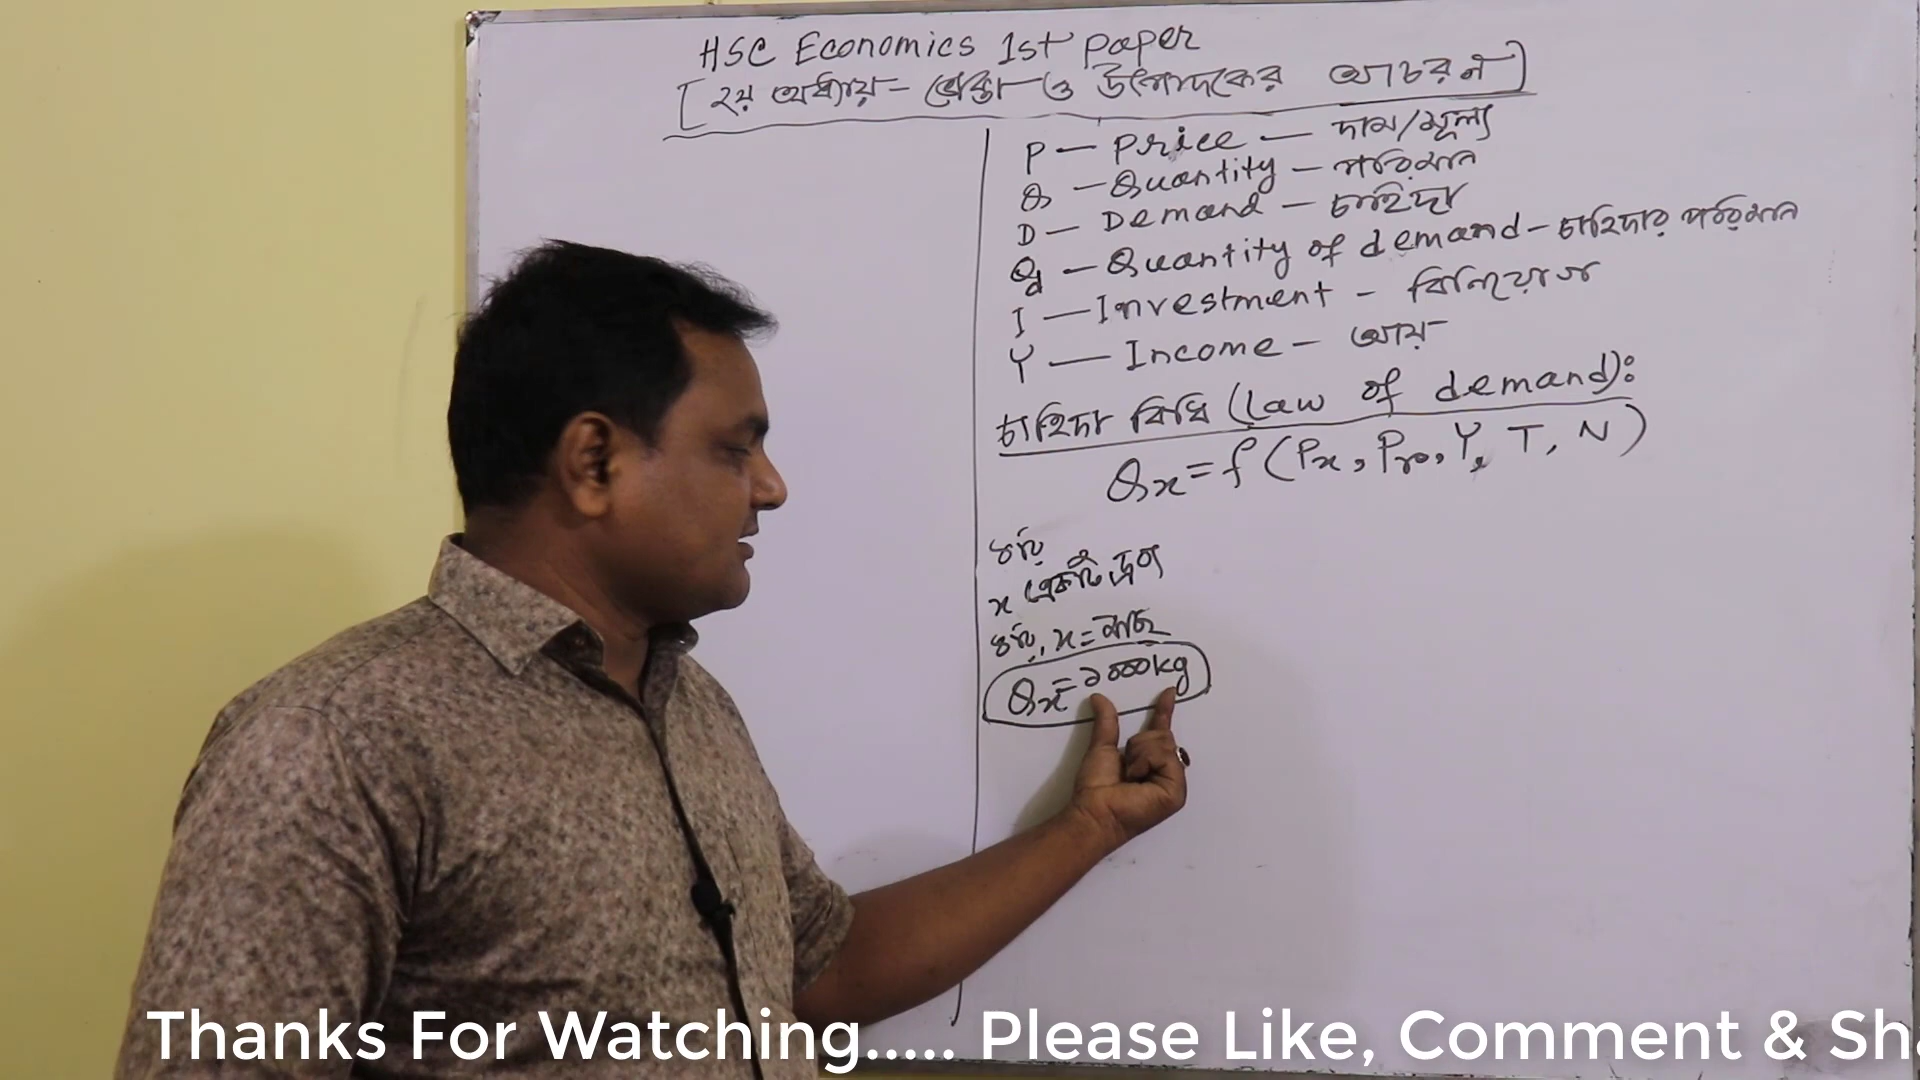 HSC Economics 1st paper
[২য় অধ্যায় – ভোক্তা ও উৎপাদকের আচরন]
P — Price — দাম/মূল্য
Q — Quantity — পরিমান
D — Demand — চাহিদা
Qd — Quantity of demand – চাহিদার পরিমান
I — Investment – বিনিয়োগ
Y — Income – আয়
চাহিদা বিধি (Law of demand):
Qx = f (Px, Pro, Y, T, N)
ধরি
x একটি দ্রব্য
ধরি, x = মাছ
Qx = ১০০০kg
Thanks For Watching..... Please Like, Comment & Sh